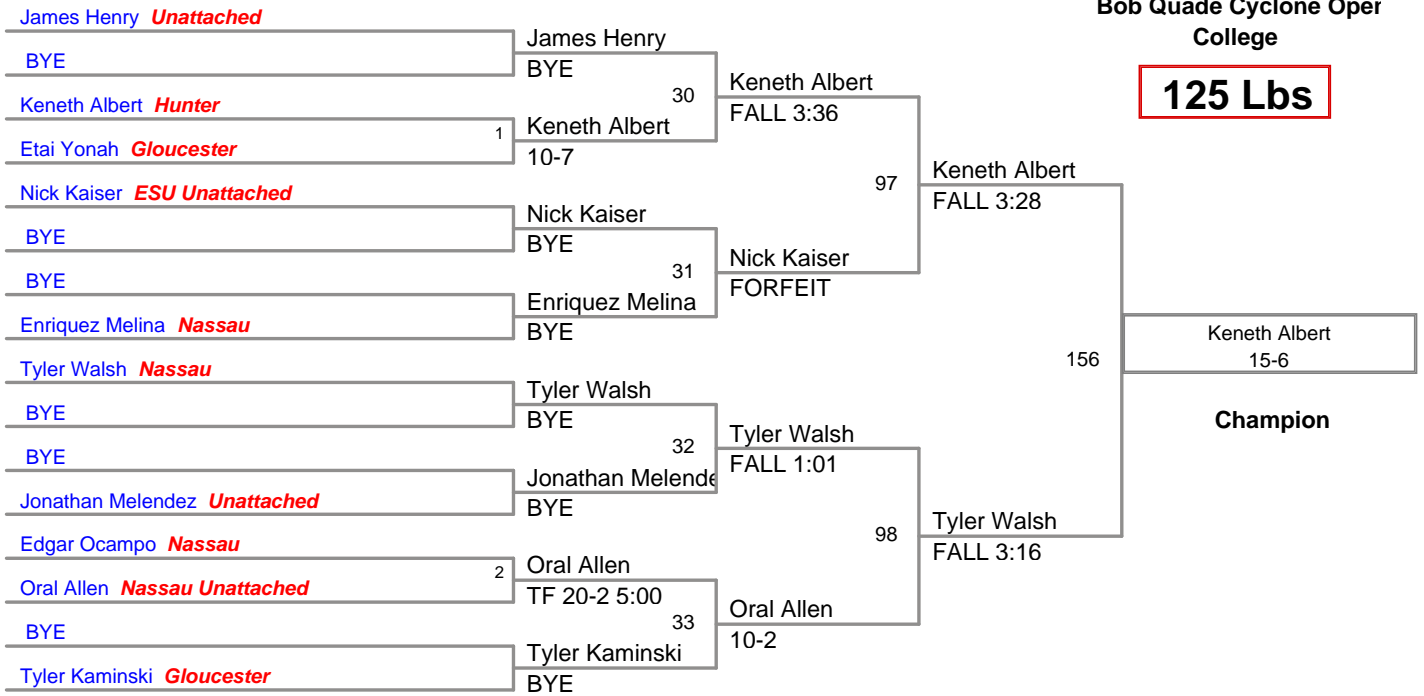 Bob Quade Cyclone Oper
College
125 Lbs
James Henry Unattached
BYE
Keneth Albert Hunter
Etai Yonah Gloucester
Nick Kaiser ESU Unattached
BYE
BYE
Enriquez Melina Nassau
Tyler Walsh Nassau
BYE
BYE
Jonathan Melendez Unattached
Edgar Ocampo Nassau
Oral Allen Nassau Unattached
BYE
Tyler Kaminski Gloucester
James Henry
BYE
1
Keneth Albert
10-7
Nick Kaiser
BYE
Enriquez Melina
BYE
Tyler Walsh
BYE
Jonathan Melende
BYE
2
Oral Allen
TF 20-2 5:00
Tyler Kaminski
BYE
30
Keneth Albert
FALL 3:36
31
Nick Kaiser
FORFEIT
32
Tyler Walsh
FALL 1:01
33
Oral Allen
10-2
97
Keneth Albert
FALL 3:28
98
Tyler Walsh
FALL 3:16
156
Keneth Albert
15-6
Champion